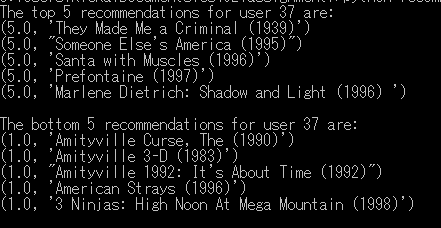 The top 5 recommendations for user 37 are:
(5.0, 'They Made Me a Criminal (1939)')
(5.0, "Someone Else's America (1995)")
(5.0, 'Santa with Muscles (1996)')
(5.0, 'Prefontaine (1997)')
(5.0, 'Marlene Dietrich: Shadow and Light (1996) ')
The bottom 5 recommendations for user 37 are:
(1.0, 'Amityville Curse, The (1990)')
(1.0, 'Amityville 3-D (1983)')
(1.0, "Amityville 1992: It's About Time (1992)")
(1.0, 'American Strays (1996)')
(1.0, '3 Ninjas: High Noon At Mega Mountain (1998)')